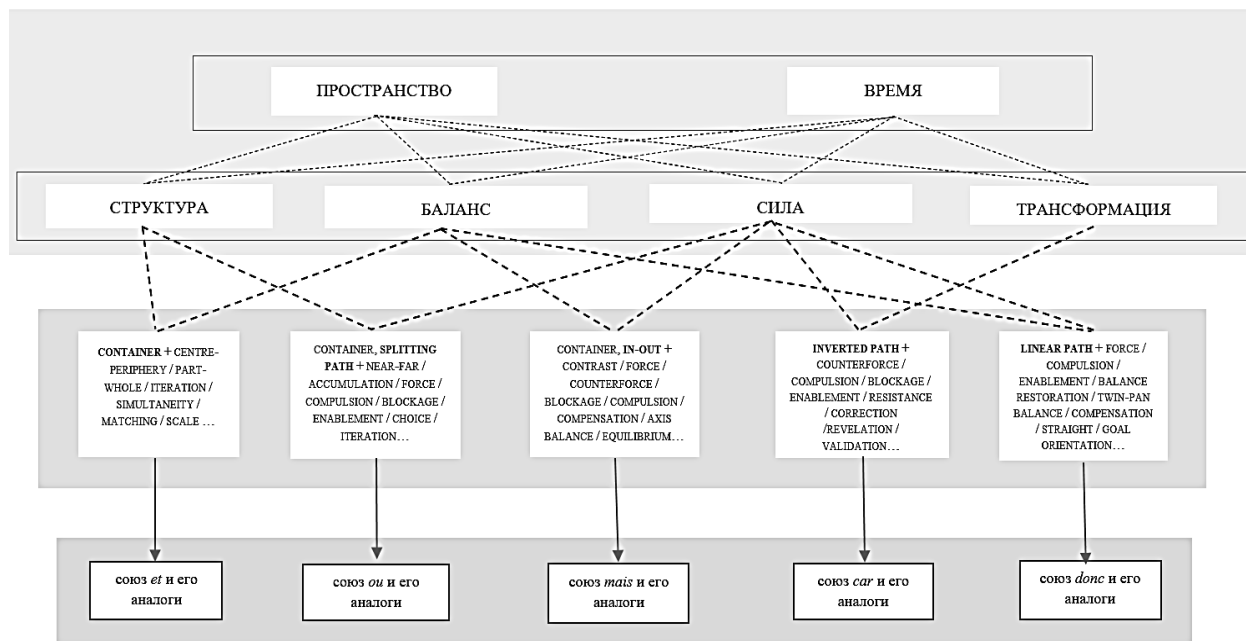 ПРОСТРАНСТВО
ВРЕМЯ
СТРУКТУРА
БАЛАНС
СИЛА
ТРАНСФОРМАЦИЯ
CONTAINER + CENTRE-
PERIPHERY / PART-
WHOLE / ITERATION /
SIMULTANEITY /
MATCHING / SCALE ...
CONTAINER, SPLITTING
PATH + NEAR-FAR /
ACCUMULATION / FORCE /
COMPULSION / BLOCKAGE /
ENABLEMENT / CHOICE /
ITERATION...
CONTAINER, IN-OUT +
CONTRAST / FORCE /
COUNTERFORCE /
BLOCKAGE / COMPULSION /
COMPENSATION / AXIS
BALANCE / EQUILIBRIUM...
INVERTED PATH +
COUNTERFORCE /
COMPULSION / BLOCKAGE /
ENABLEMENT / RESISTANCE
/ CORRECTION
/REVELATION /
VALIDATION...
LINEAR PATH + FORCE /
COMPULSION /
ENABLEMENT / BALANCE
RESTORATION / TWIN-PAN
BALANCE / COMPENSATION
/ STRAIGHT / GOAL
ORIENTATION...
союз et и его
аналоги
союз ou и его
аналоги
союз mais и его
аналоги
союз car и его
аналоги
союз donc и его
аналоги